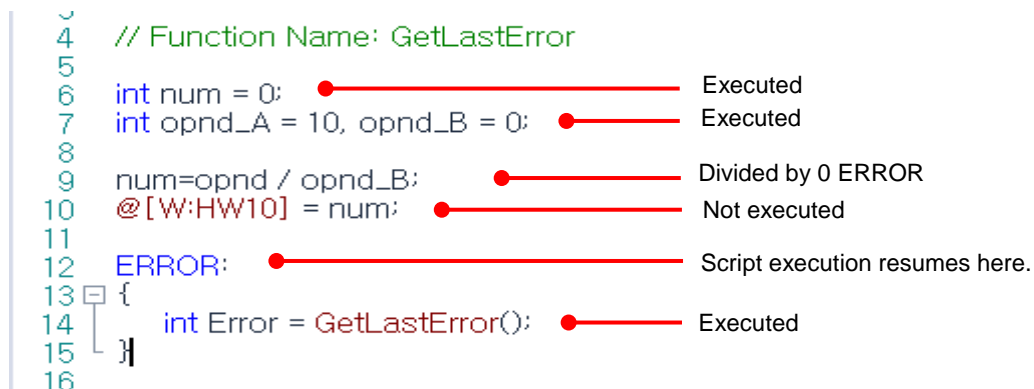 4 // Function Name: GetLastError
5
6 int num = 0; Executed
7 int opnd_A = 10, opnd_B = 0; Executed
8
9 num=opnd / opnd_B; Divided by 0 ERROR
10 @[W:HW10] = num; Not executed
11
12 ERROR: Script execution resumes here.
13 {
14 int Error = GetLastError(); Executed
15 }
16